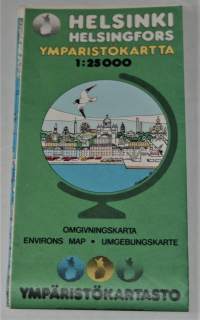 HELSINKI
HELSINGFORS
YMPÄRISTÖKARTTA
1:25000
OMGIVNINGSKARTA
ENVIRONS MAP • UMGEBUNGSKARTE
YMPÄRISTÖKARTASTO